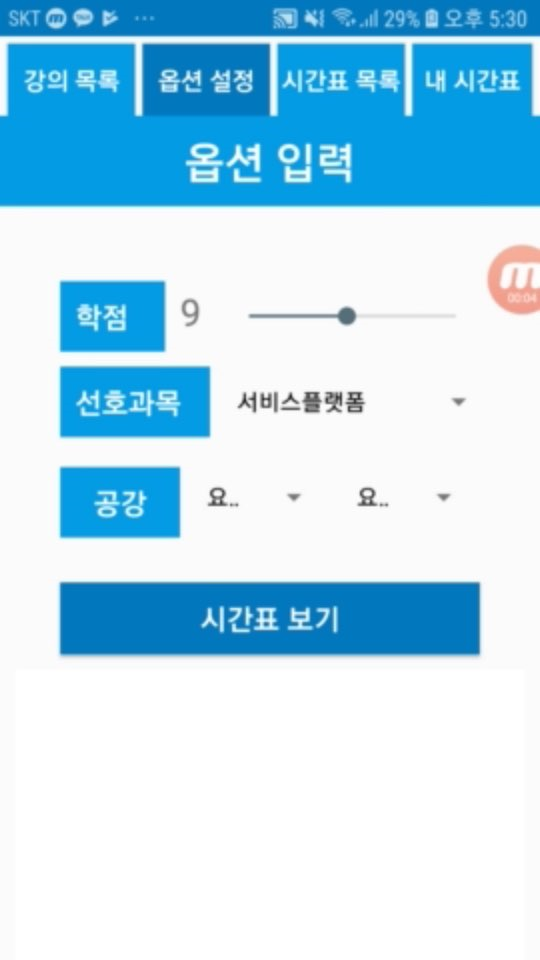 SKT ... 29% 오후 5:30
강의 목록 옵션 설정 시간표 목록 내 시간표
옵션 입력
00:04
학점 9
선호과목 서비스플랫폼
공강 요.. 요..
시간표 보기